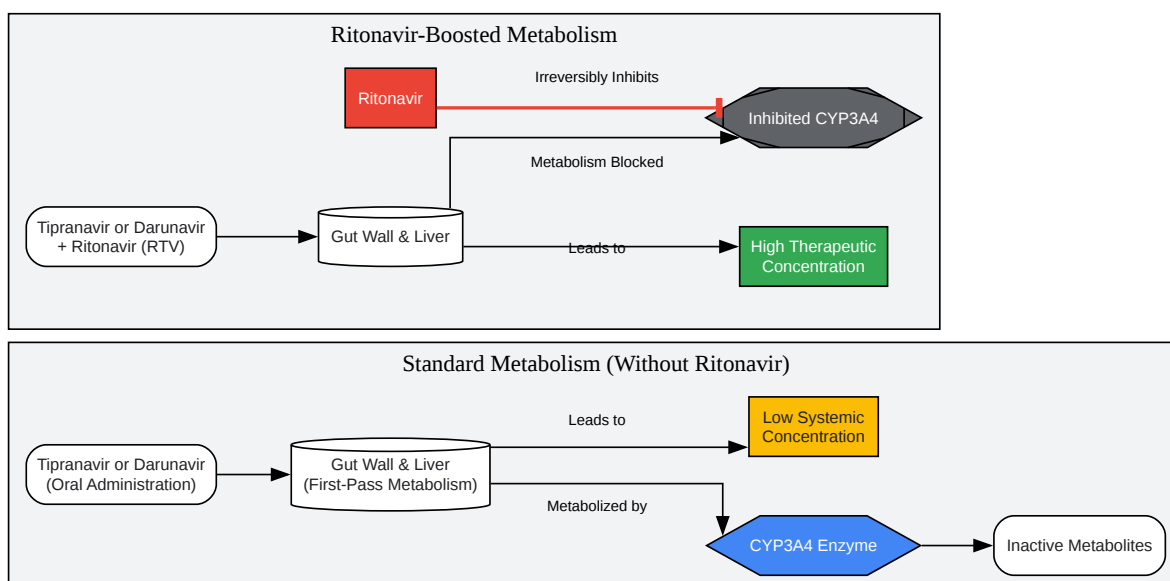 Ritonavir-Boosted Metabolism
Irreversibly Inhibits
Ritonavir
Inhibited CYP3A4
Metabolism Blocked
Tipranavir or Darunavir
+ Ritonavir (RTV)
Gut Wall & Liver
Leads to
High Therapeutic
Concentration
Standard Metabolism (Without Ritonavir)
Leads to
Low Systemic
Concentration
Tipranavir or Darunavir
(Oral Administration)
Gut Wall & Liver
(First-Pass Metabolism)
Metabolized by
CYP3A4 Enzyme
Inactive Metabolites